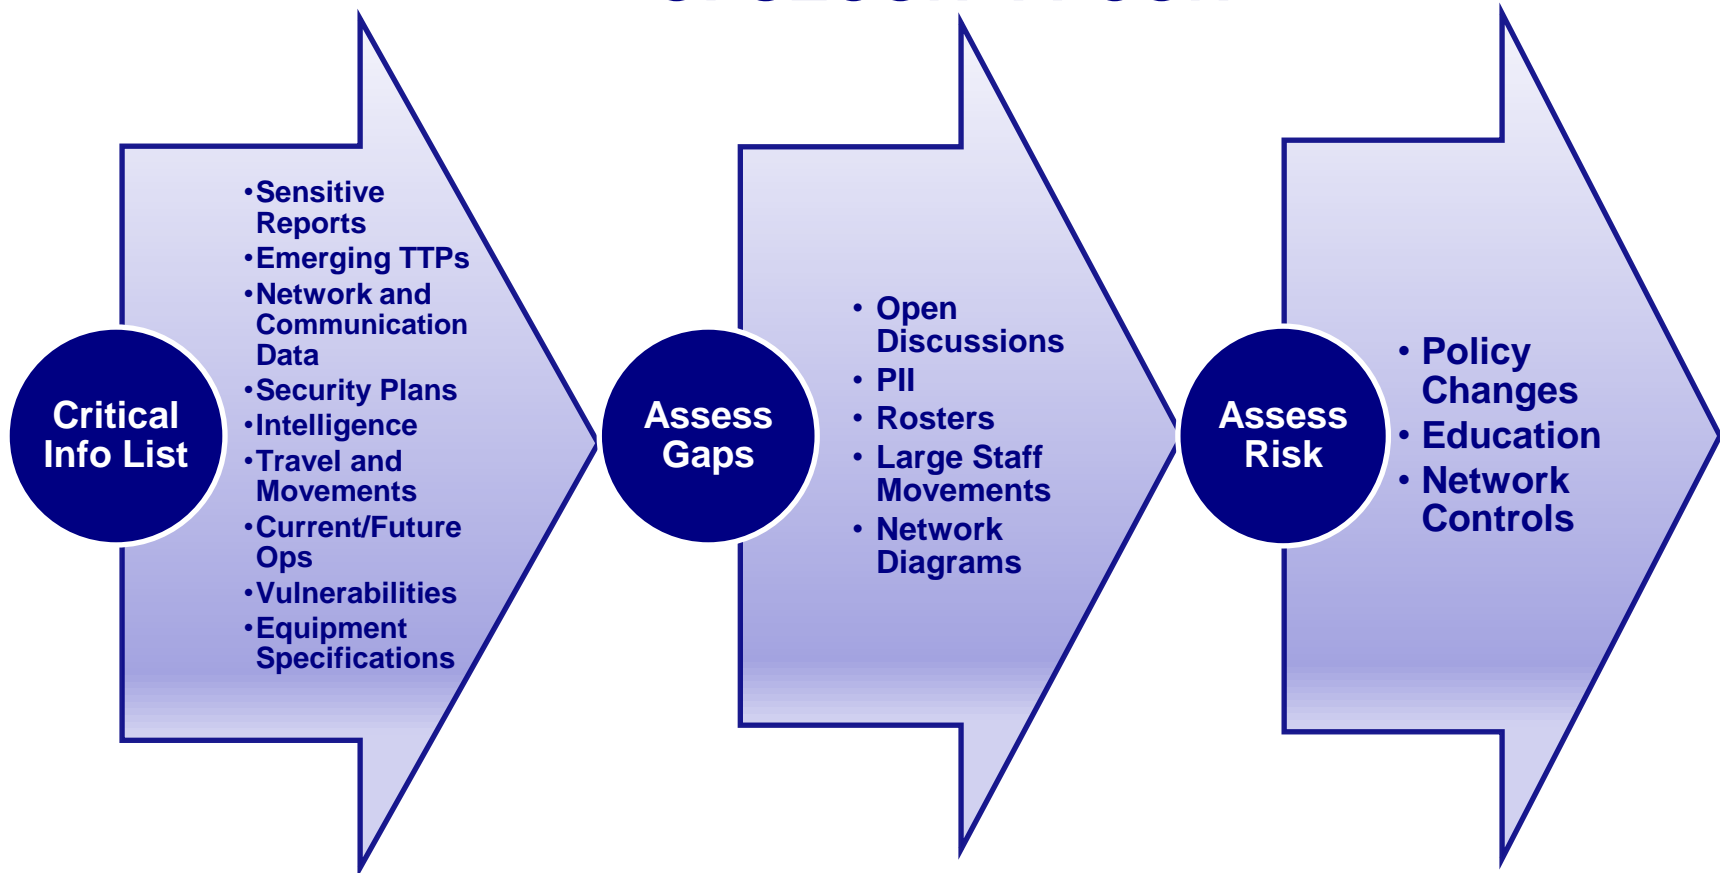 Critical
Info List
•Sensitive
Reports
•Emerging TTPs
•Network and
Communication
Data
•Security Plans
•Intelligence
•Travel and
Movements
•Current/Future
Ops
•Vulnerabilities
•Equipment
Specifications
Assess
Gaps
• Open
Discussions
• PII
• Rosters
• Large Staff
Movements
• Network
Diagrams
Assess
Risk
• Policy
Changes
• Education
• Network
Controls